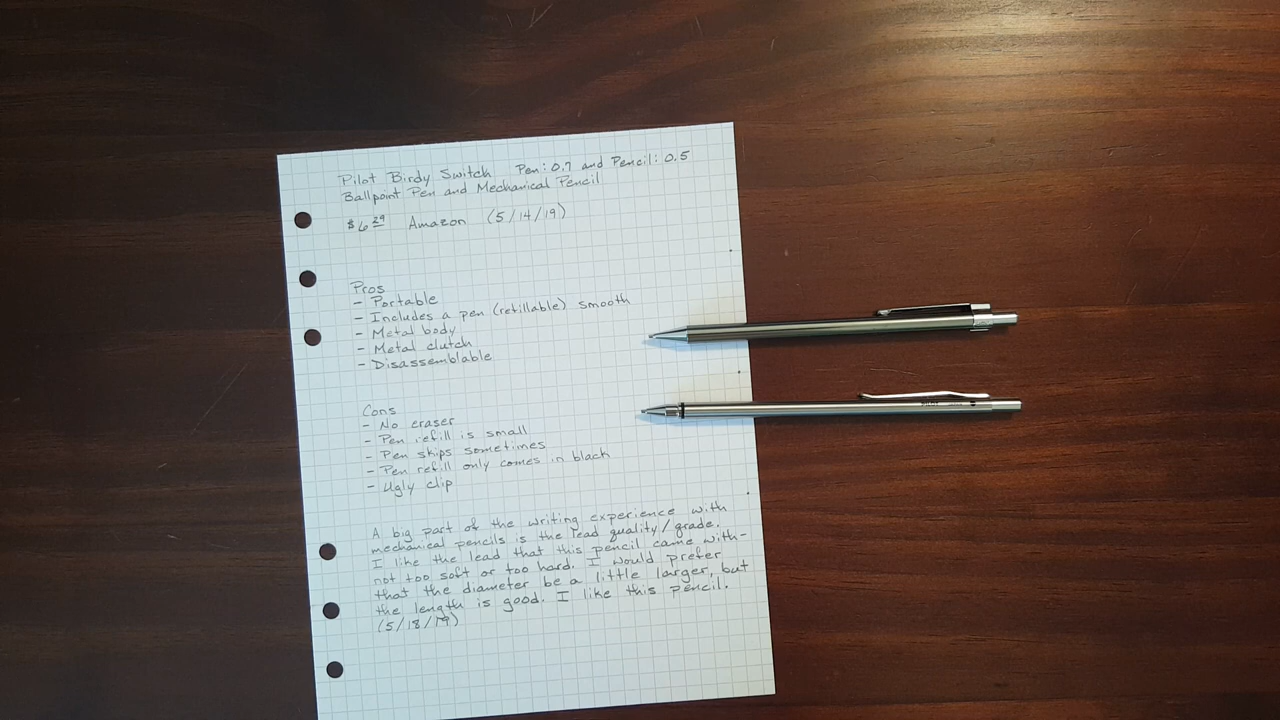 Pilot Birdy Switch Pen: 0.7 and Pencil: 0.5
Ballpoint Pen and Mechanical Pencil
$6.29 Amazon (5/14/19)
Pros
- Portable
- Includes a pen (refillable) smooth
- Metal body
- Metal clutch
- Disassemblable
Cons
- No eraser
- Pen refill is small
- Pen skips sometimes
- Pen refill only comes in black
- Ugly clip
A big part of the writing experience with
mechanical pencils is the lead quality/grade.
I like the lead that this pencil came with-
not too soft or too hard. I would prefer
that the diameter be a little larger, but
the length is good. I like this pencil.
(5/18/19)
PILOT